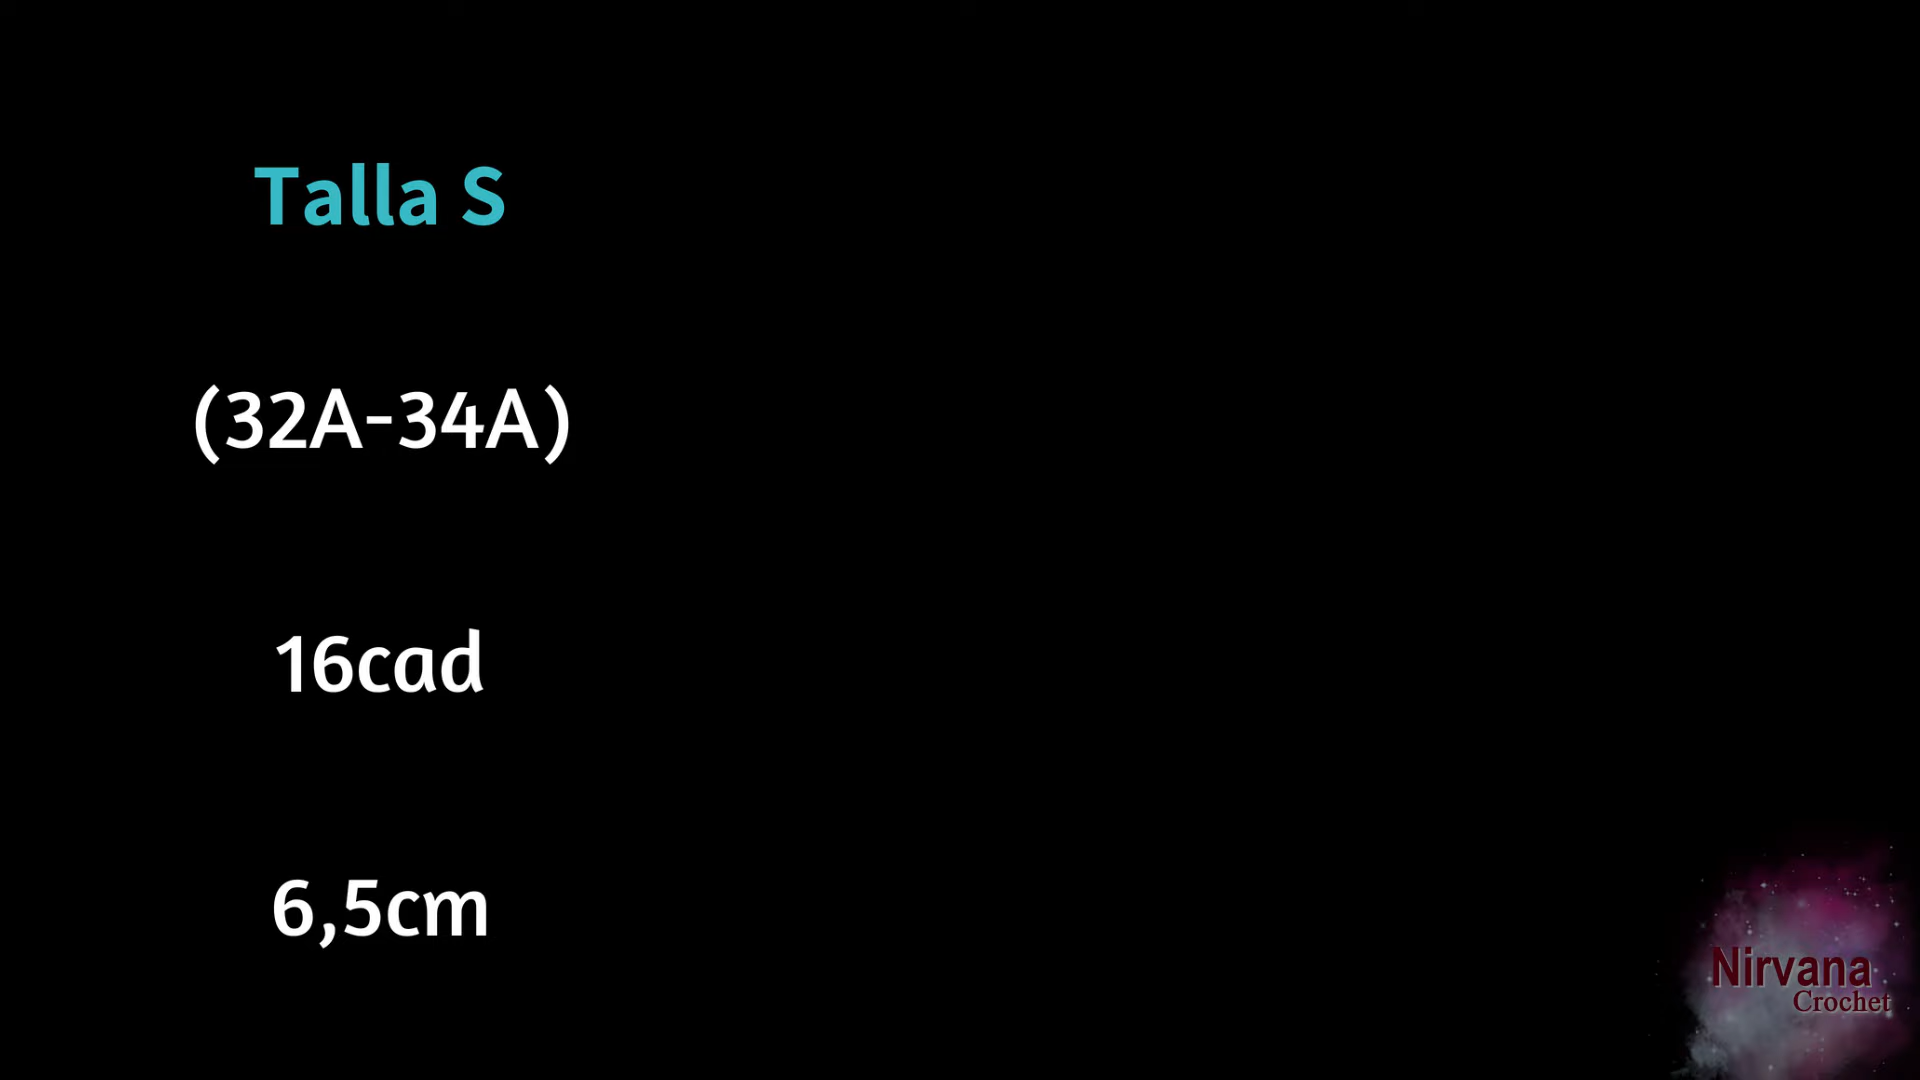 Talla S
(32A-34A)
16cad
6,5cm
Nirvana
Crochet